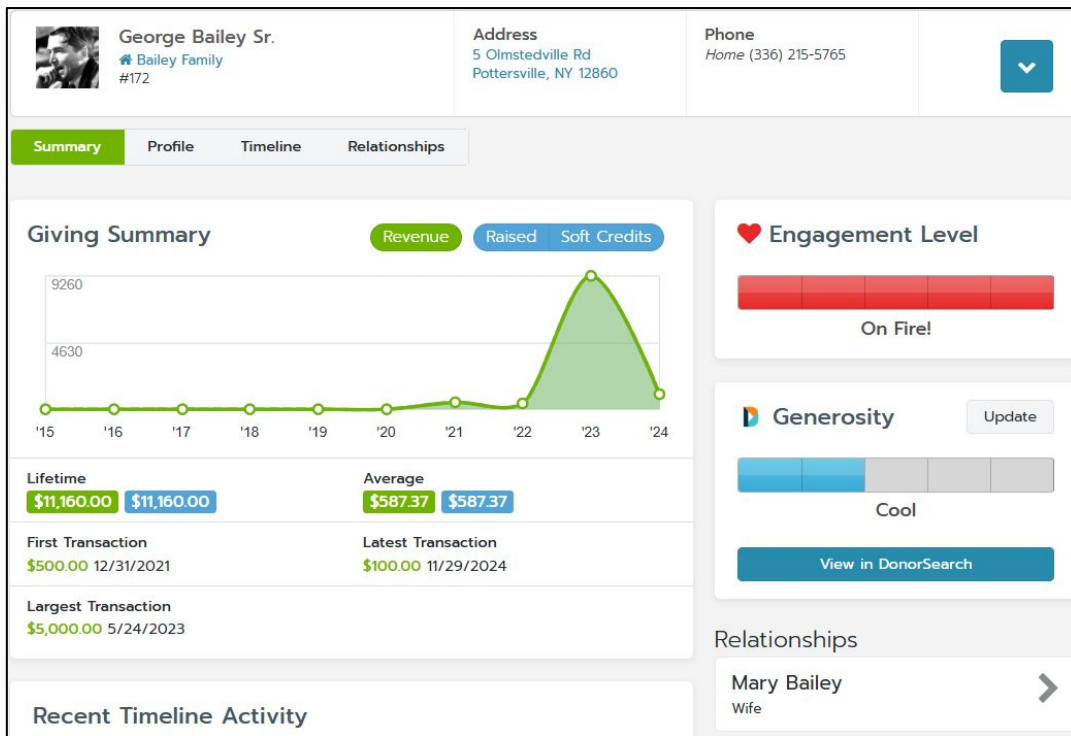 George Bailey Sr.
Bailey Family
#172
Address
5 Olmstedville Rd
Pottersville, NY 12860
Phone
Home (336) 215-5765
Summary Profile Timeline Relationships
Giving Summary
Revenue Raised Soft Credits
9260
4630
'15 '16 '17 '18 '19 '20 '21 '22 '23 '24
Lifetime
$11,160.00 $11,160.00
Average
$587.37 $587.37
First Transaction
$500.00 12/31/2021
Latest Transaction
$100.00 11/29/2024
Largest Transaction
$5,000.00 5/24/2023
Recent Timeline Activity
Engagement Level
On Fire!
Generosity
Update
Cool
View in DonorSearch
Relationships
Mary Bailey
Wife